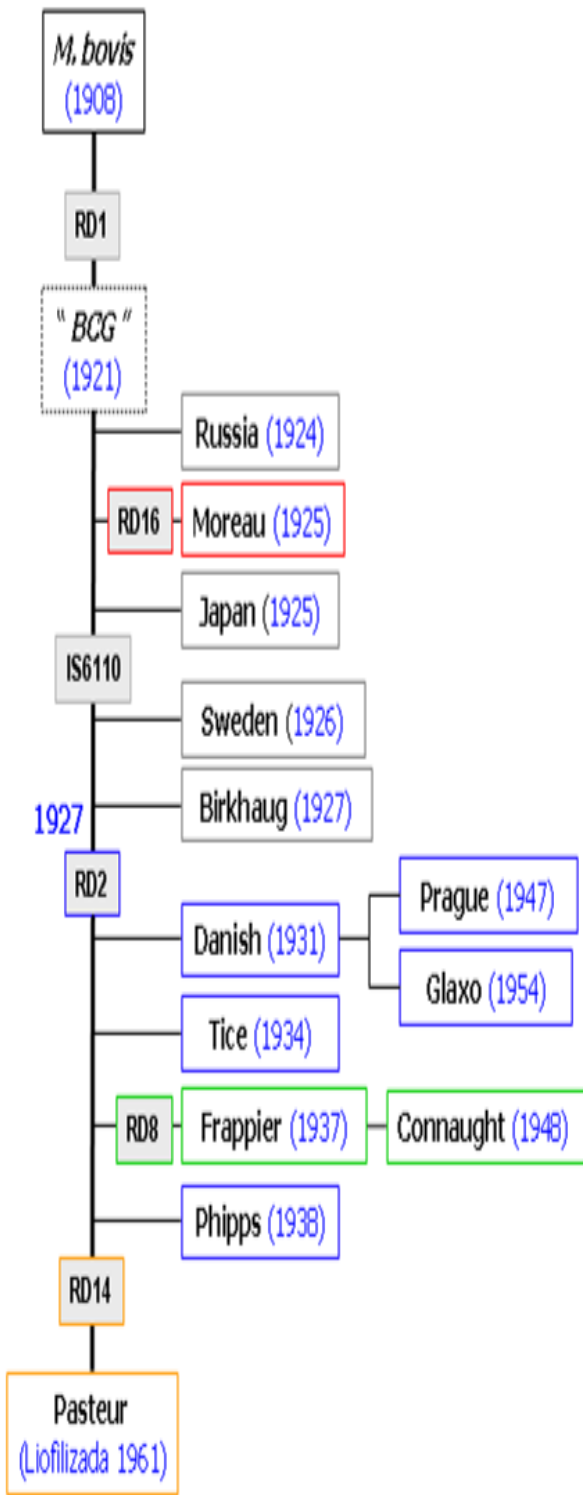 M. bovis
(1908)
RD1
“ BCG ”
(1921)
Russia (1924)
RD16
Moreau (1925)
Japan (1925)
IS6110
Sweden (1926)
Birkhaug (1927)
1927
RD2
Prague (1947)
Danish (1931)
Glaxo (1954)
Tice (1934)
RD8
Frappier (1937)
Connaught (1948)
Phipps (1938)
RD14
Pasteur
(Liofilizada 1961)